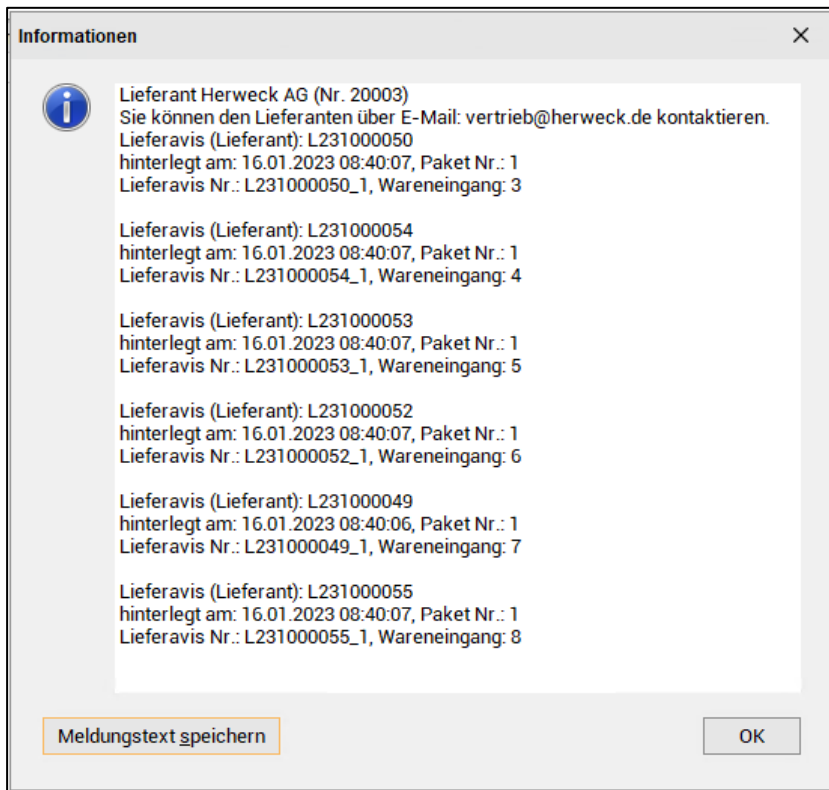 Informationen
Lieferant Herweck AG (Nr. 20003)
Sie können den Lieferanten über E-Mail: vertrieb@herweck.de kontaktieren.
Lieferavis (Lieferant): L231000050
hinterlegt am: 16.01.2023 08:40:07, Paket Nr.: 1
Lieferavis Nr.: L231000050_1, Wareneingang: 3
Lieferavis (Lieferant): L231000054
hinterlegt am: 16.01.2023 08:40:07, Paket Nr.: 1
Lieferavis Nr.: L231000054_1, Wareneingang: 4
Lieferavis (Lieferant): L231000053
hinterlegt am: 16.01.2023 08:40:07, Paket Nr.: 1
Lieferavis Nr.: L231000053_1, Wareneingang: 5
Lieferavis (Lieferant): L231000052
hinterlegt am: 16.01.2023 08:40:07, Paket Nr.: 1
Lieferavis Nr.: L231000052_1, Wareneingang: 6
Lieferavis (Lieferant): L231000049
hinterlegt am: 16.01.2023 08:40:06, Paket Nr.: 1
Lieferavis Nr.: L231000049_1, Wareneingang: 7
Lieferavis (Lieferant): L231000055
hinterlegt am: 16.01.2023 08:40:07, Paket Nr.: 1
Lieferavis Nr.: L231000055_1, Wareneingang: 8
Meldungstext speichern
OK